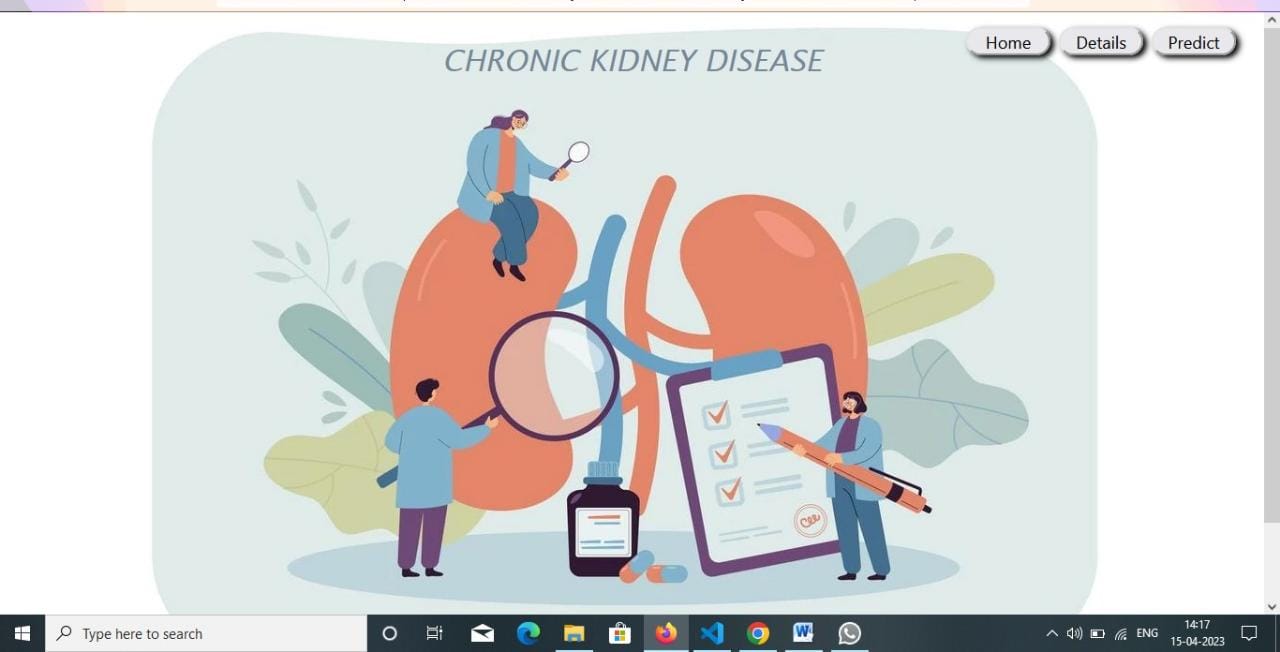 CHRONIC KIDNEY DISEASE
Home
Details
Predict
Type here to search
ENG
14:17
15-04-2023